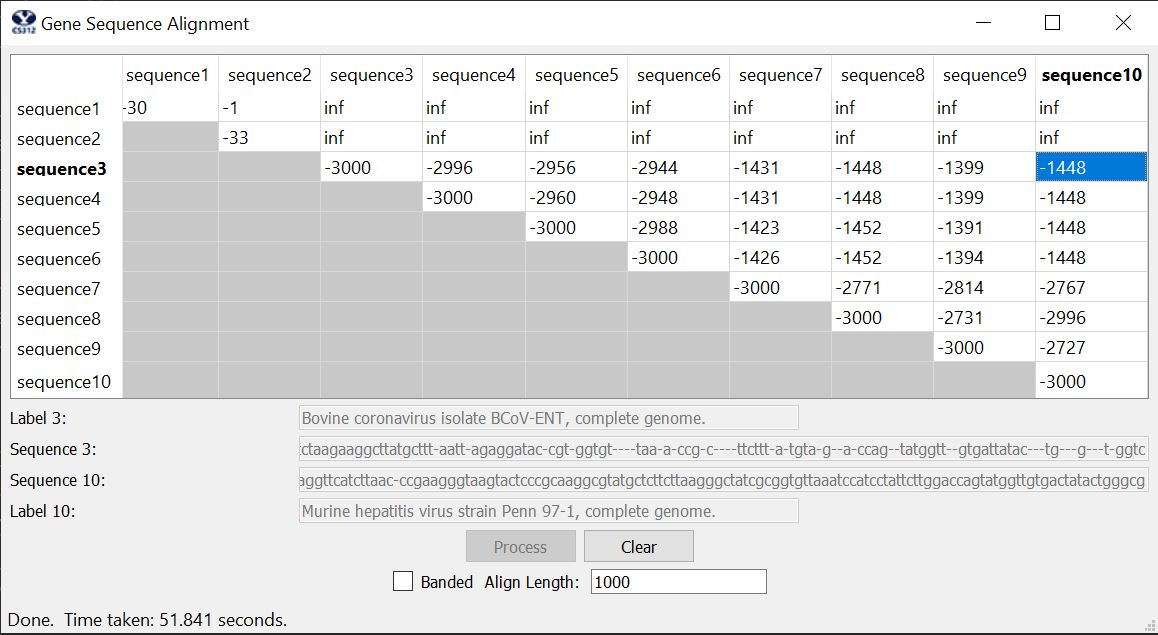 CS312 Gene Sequence Alignment
sequence1 sequence2 sequence3 sequence4 sequence5 sequence6 sequence7 sequence8 sequence9 sequence10
sequence1 -30 -1 inf inf inf inf inf inf inf inf
sequence2 -33 inf inf inf inf inf inf inf inf
sequence3 -3000 -2996 -2956 -2944 -1431 -1448 -1399 -1448
sequence4 -3000 -2960 -2948 -1431 -1448 -1399 -1448
sequence5 -3000 -2988 -1423 -1452 -1391 -1448
sequence6 -3000 -1426 -1452 -1394 -1448
sequence7 -3000 -2771 -2814 -2767
sequence8 -3000 -2731 -2996
sequence9 -3000 -2727
sequence10 -3000
Label 3: Bovine coronavirus isolate BCoV-ENT, complete genome.
Sequence 3: ctaagaaggcttatgcttt-aatt-agaggatac-cgt-ggtgt----taa-a-ccg-c----ttcttt-a-tgta-g--a-ccag--tatggtt--gtgattatac---tg---g---t-ggtc
Sequence 10: aggttcatcttaac-ccgaagggtaagtactcccgcaaggcgtatgctcttcttaagggctatcgcggtgttaaatccatcctattcttggaccagtatggttgtgactatactgggcg
Label 10: Murine hepatitis virus strain Penn 97-1, complete genome.
Process Clear
Banded Align Length: 1000
Done. Time taken: 51.841 seconds.